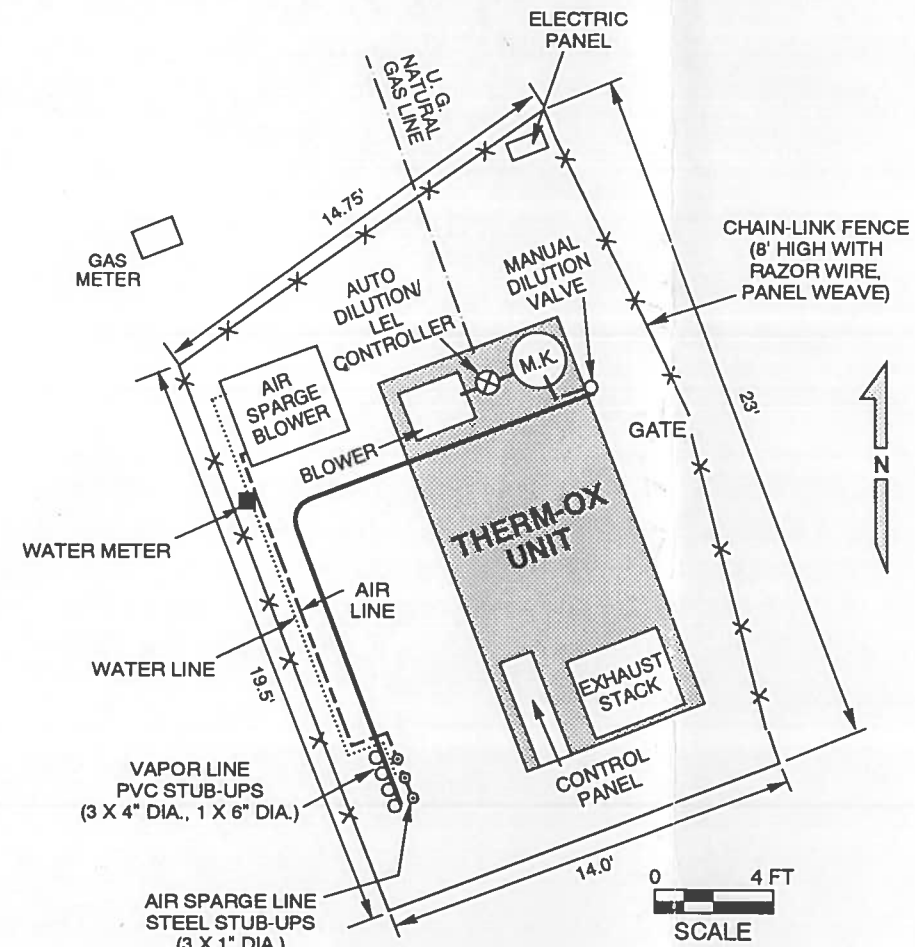 ELECTRIC
PANEL
U. G.
NATURAL
GAS LINE
14.75'
GAS
METER
CHAIN-LINK FENCE
(8' HIGH WITH
RAZOR WIRE,
PANEL WEAVE)
MANUAL
DILUTION
VALVE
AUTO
DILUTION/
LEL
CONTROLLER
M.K.
AIR
SPARGE
BLOWER
23'
GATE
BLOWER
N
WATER METER
THERM-OX
UNIT
AIR
LINE
WATER LINE
19.5'
EXHAUST
STACK
VAPOR LINE
PVC STUB-UPS
(3 X 4" DIA., 1 X 6" DIA.)
CONTROL
PANEL
14.0'
0 4 FT
SCALE
AIR SPARGE LINE
STEEL STUB-UPS
(3 X 1" DIA.)